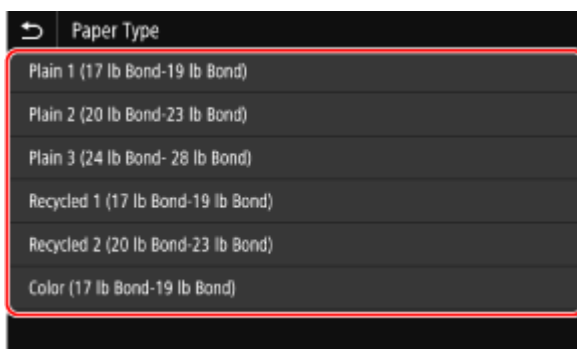 Paper Type
Plain 1 (17 lb Bond-19 lb Bond)
Plain 2 (20 lb Bond-23 lb Bond)
Plain 3 (24 lb Bond- 28 lb Bond)
Recycled 1 (17 lb Bond-19 lb Bond)
Recycled 2 (20 lb Bond-23 lb Bond)
Color (17 lb Bond-19 lb Bond)